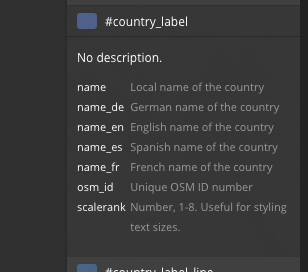 #country_label
No description.
name Local name of the country
name_de German name of the country
name_en English name of the country
name_es Spanish name of the country
name_fr French name of the country
osm_id Unique OSM ID number
scalerank Number, 1-8. Useful for styling
text sizes.
#country_label_line